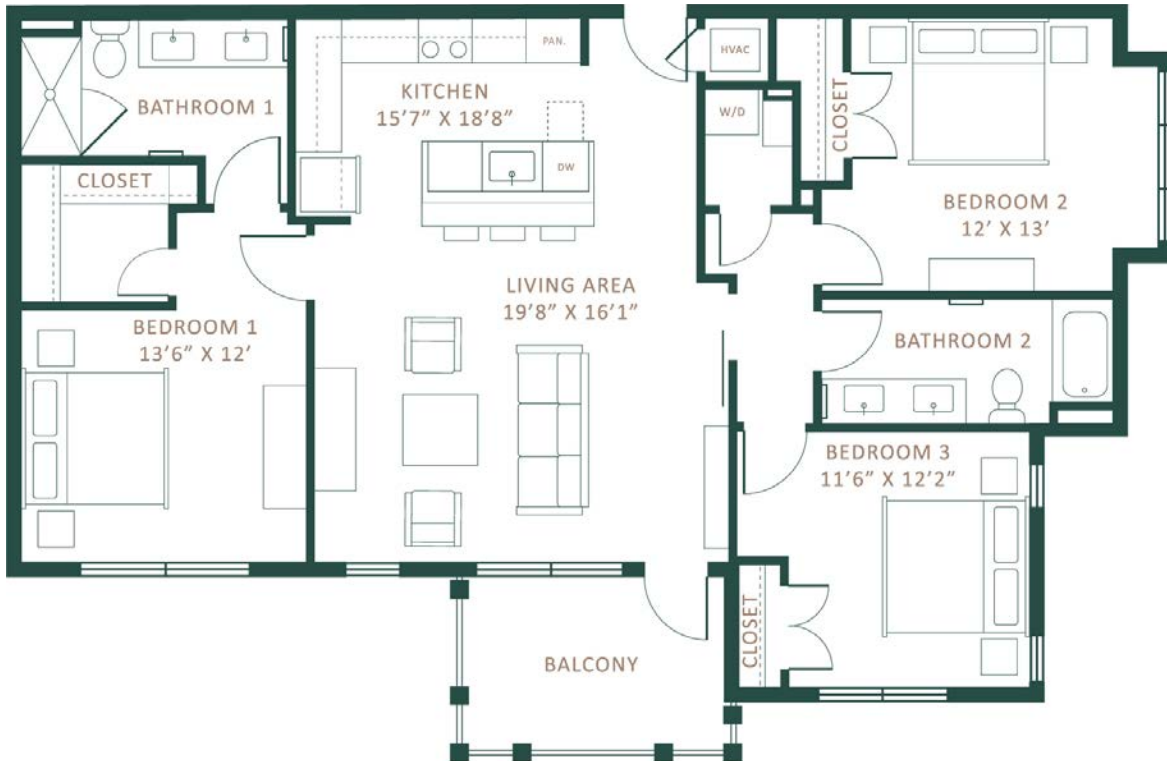 PAN.
HVAC
BATHROOM 1
KITCHEN
15'7" X 18'8"
W/D
CLOSET
CLOSET
DW
BEDROOM 2
12' X 13'
LIVING AREA
19'8" X 16'1"
BEDROOM 1
13'6" X 12'
BATHROOM 2
BEDROOM 3
11'6" X 12'2"
CLOSET
BALCONY